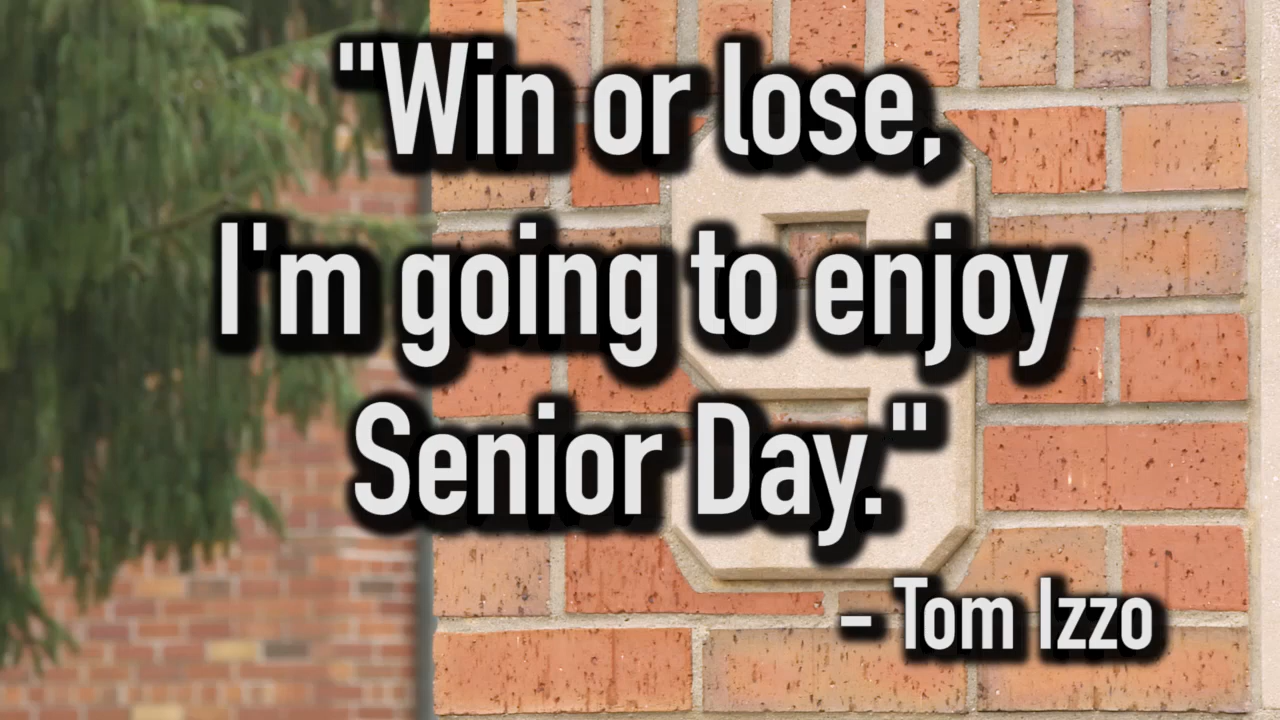 "Win or lose,
I'm going to enjoy
Senior Day."
- Tom Izzo